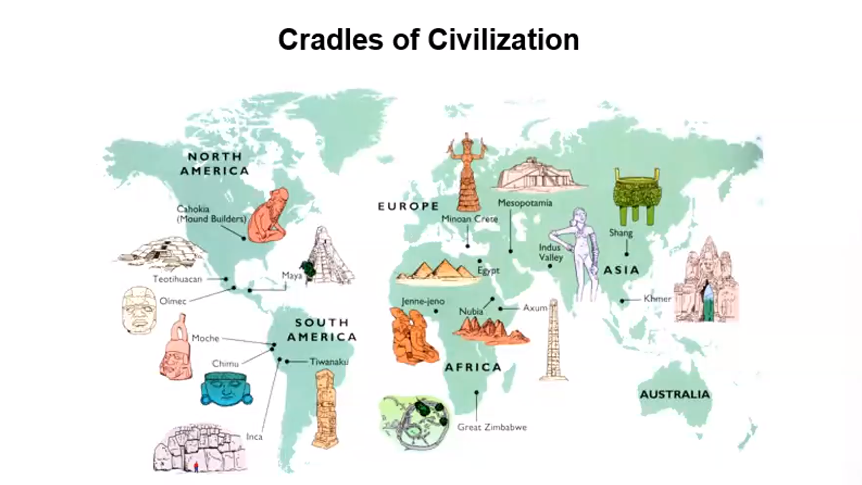 Cradles of Civilization
NORTH
AMERICA
Cahokia
(Mound Builders)
EUROPE
Minoan Crete
Mesopotamia
Shang
Indus
Valley
ASIA
Egypt
Teotihuacan
Maya
Olmec
Jenne-jeno
Nubia
Axum
Khmer
SOUTH
AMERICA
Moche
Chimu
Tiwanaku
AFRICA
AUSTRALIA
Great Zimbabwe
Inca